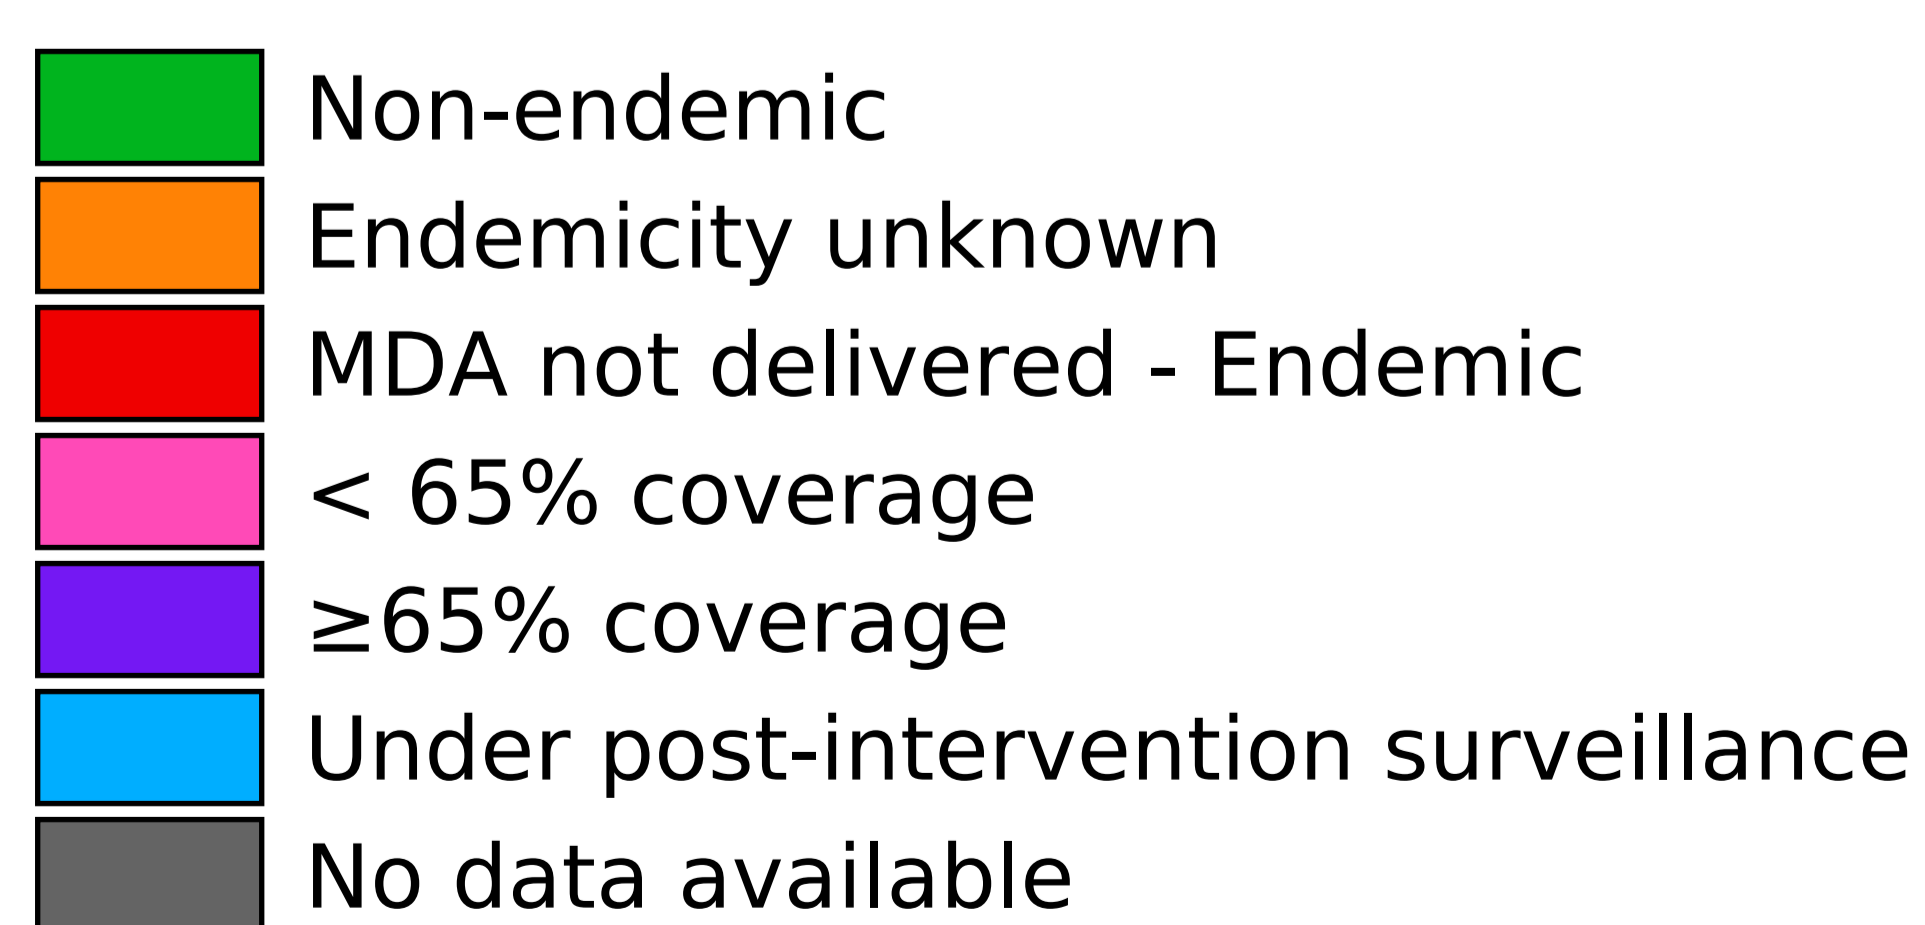 Non-endemic
Endemicity unknown
MDA not delivered - Endemic
< 65% coverage
≥65% coverage
Under post-intervention surveillance
No data available